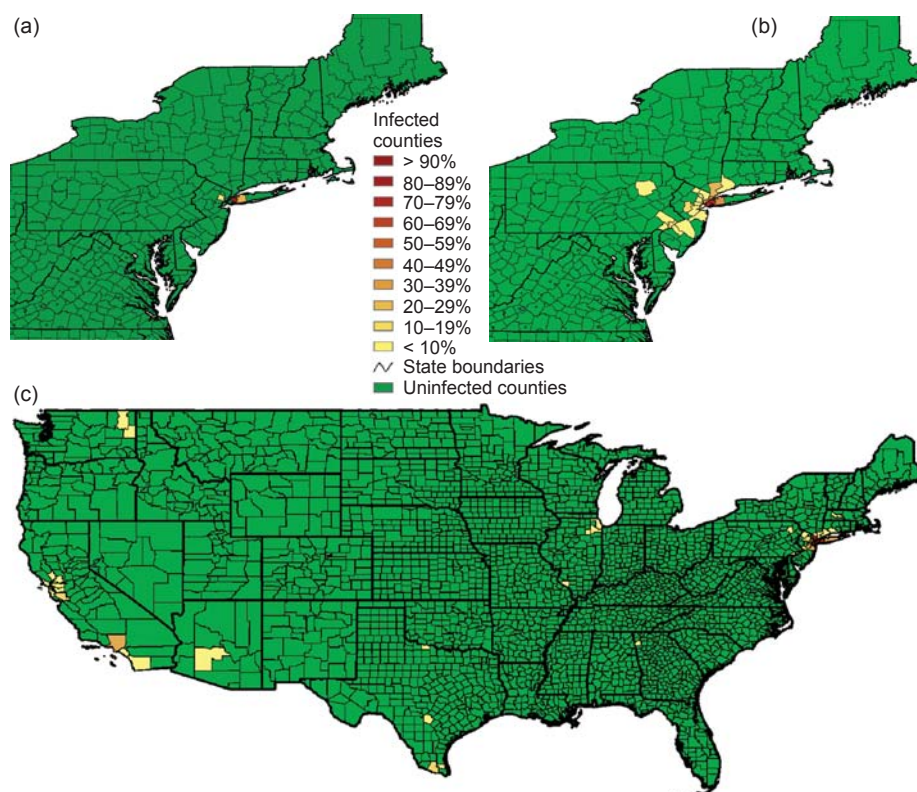 (a)
(b)
Infected
counties
> 90%
80–89%
70–79%
60–69%
50–59%
40–49%
30–39%
20–29%
10–19%
< 10%
State boundaries
Uninfected counties
(c)